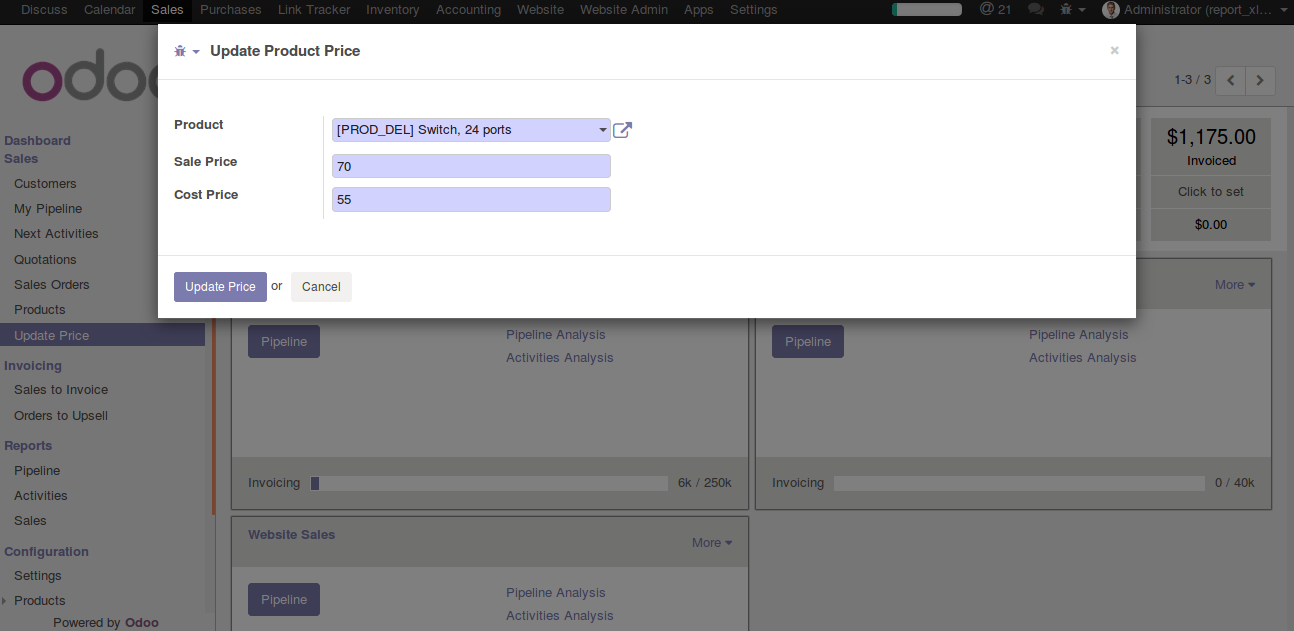 Discuss Calendar Sales Purchases Link Tracker Inventory Accounting Website Website Admin Apps Settings @ 21 Administrator (report_xl...
Update Product Price ×
odoo
1-3 / 3
Product [PROD_DEL] Switch, 24 ports
Sale Price 70
Cost Price 55
Update Price or Cancel
$1,175.00
Invoiced
Click to set
$0.00
Dashboard
Sales
Customers
My Pipeline
Next Activities
Quotations
Sales Orders
Products
Update Price
Invoicing
Sales to Invoice
Orders to Upsell
Reports
Pipeline
Activities
Sales
Configuration
Settings
Products
Powered by Odoo
Pipeline
Pipeline Analysis
Activities Analysis
Invoicing 6k / 250k
More
Pipeline
Pipeline Analysis
Activities Analysis
Invoicing 0 / 40k
Website Sales
More
Pipeline
Pipeline Analysis
Activities Analysis